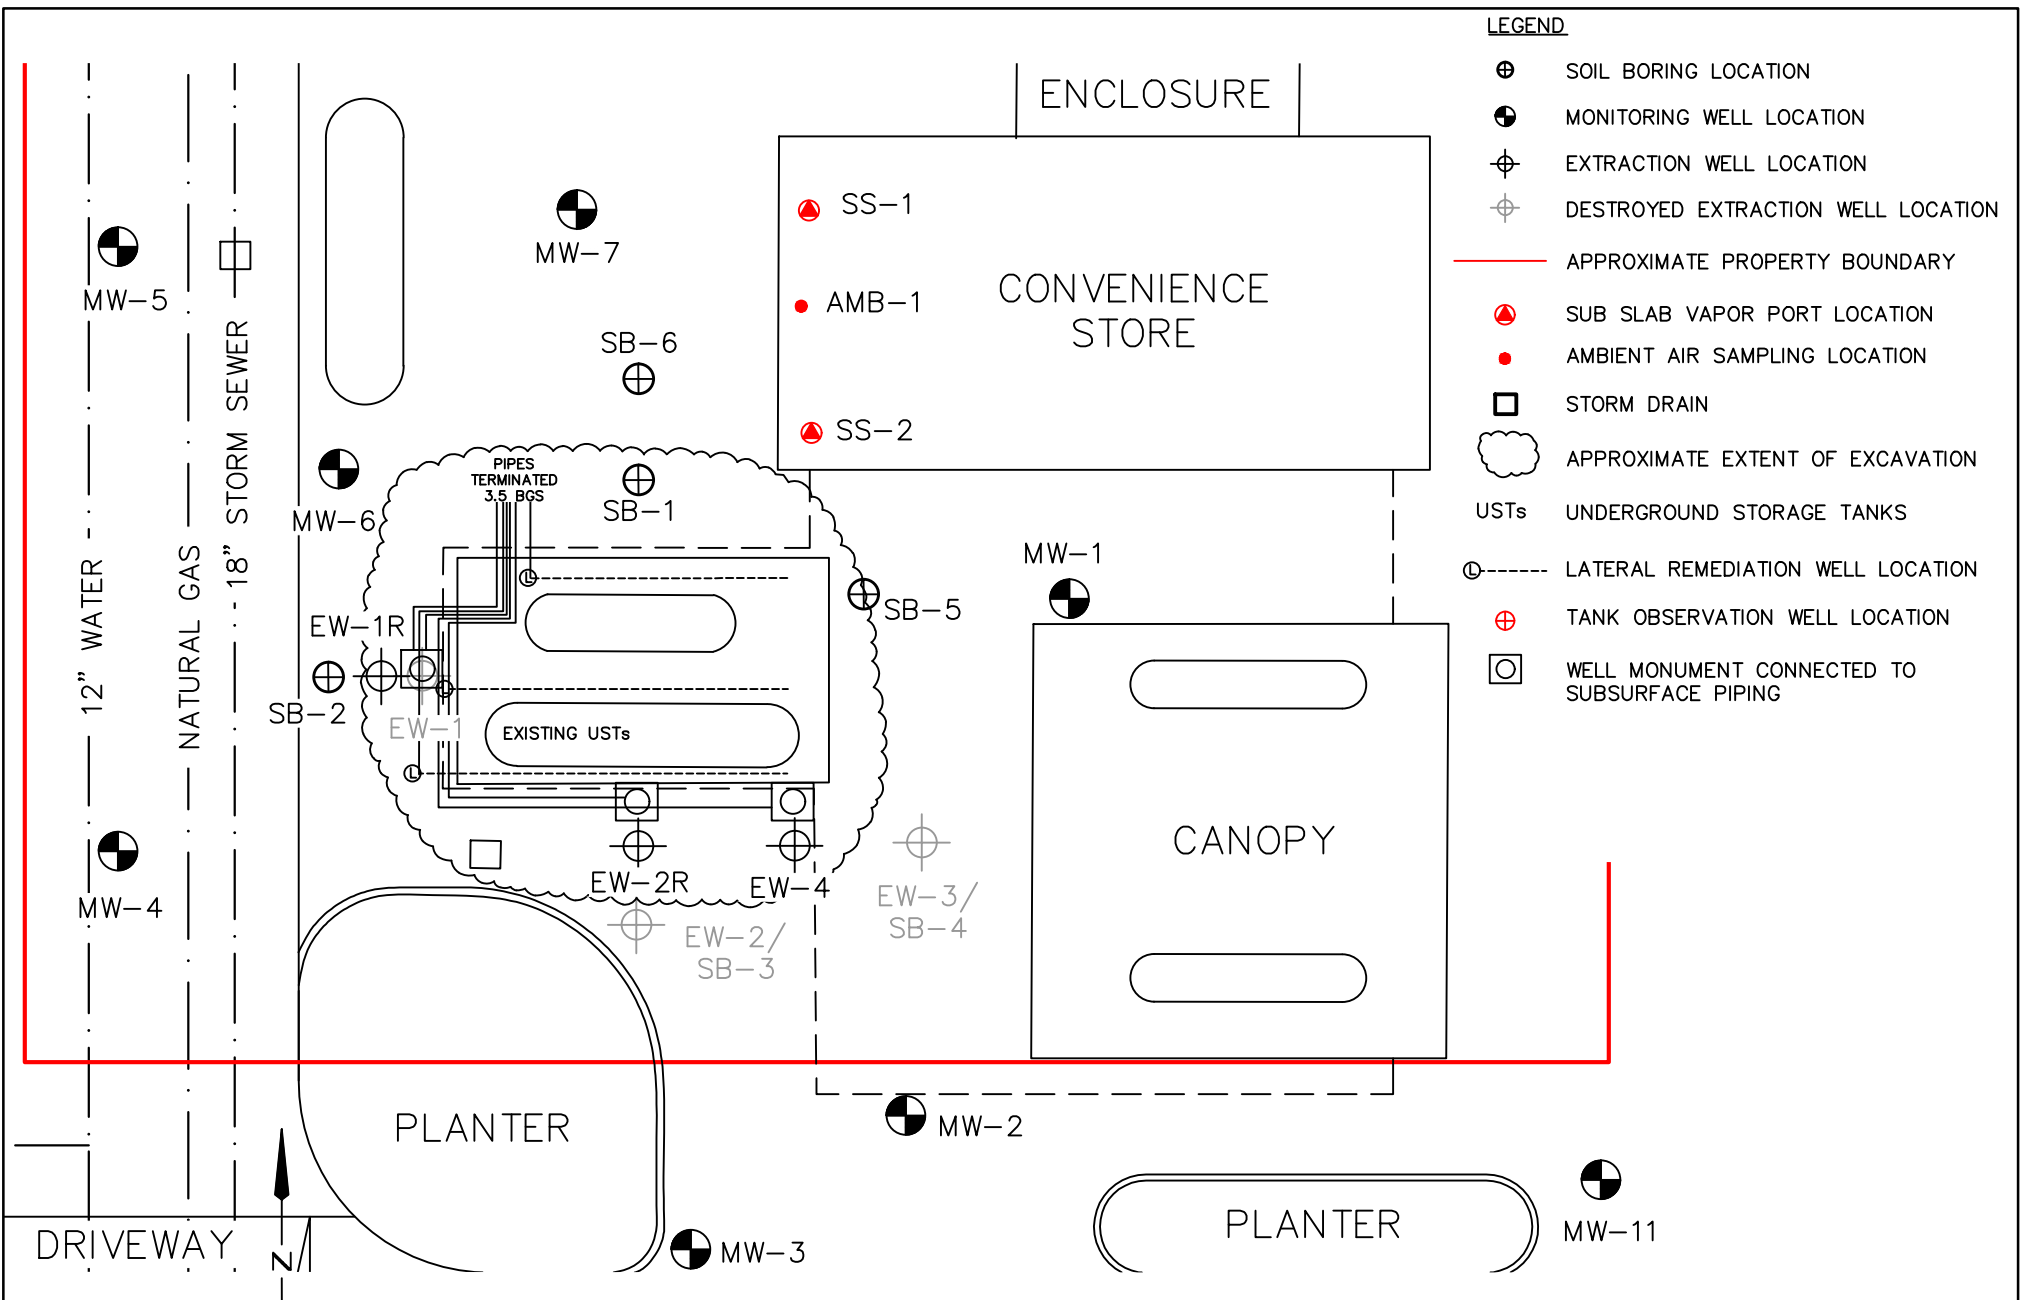 LEGEND
SOIL BORING LOCATION
MONITORING WELL LOCATION
EXTRACTION WELL LOCATION
DESTROYED EXTRACTION WELL LOCATION
APPROXIMATE PROPERTY BOUNDARY
SUB SLAB VAPOR PORT LOCATION
AMBIENT AIR SAMPLING LOCATION
STORM DRAIN
APPROXIMATE EXTENT OF EXCAVATION
USTs UNDERGROUND STORAGE TANKS
L LATERAL REMEDIATION WELL LOCATION
TANK OBSERVATION WELL LOCATION
WELL MONUMENT CONNECTED TO
SUBSURFACE PIPING
ENCLOSURE
SS-1
MW-7
MW-5
CONVENIENCE
STORE
AMB-1
SB-6
SS-2
18" STORM SEWER
NATURAL GAS
12" WATER
PIPES
TERMINATED
3.5 BGS
SB-1
MW-6
MW-1
L
SB-5
EW-1R
SB-2
EW-1
L
EXISTING USTs
L
CANOPY
EW-2R
EW-4
EW-3/
SB-4
MW-4
EW-2/
SB-3
PLANTER
MW-2
PLANTER
MW-11
DRIVEWAY
N
MW-3